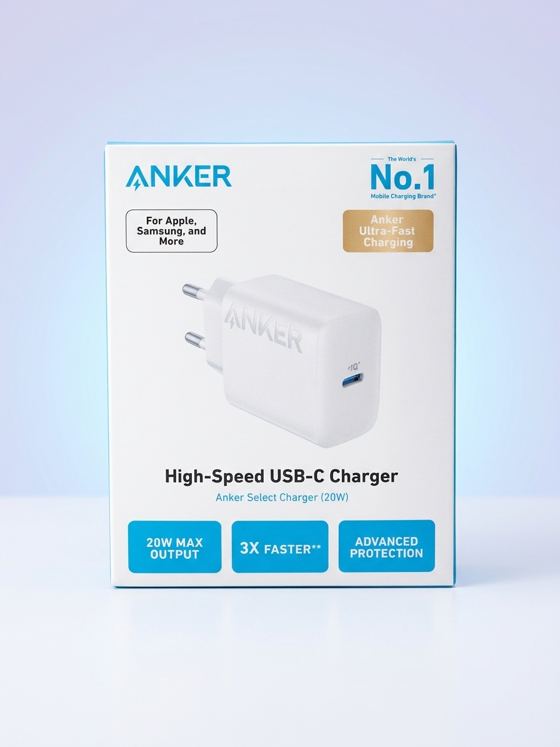 ANKER
The World's
No.1
Mobile Charging Brand*
For Apple,
Samsung, and
More
Anker
Ultra-Fast
Charging
ANKER
IQ
High-Speed USB-C Charger
Anker Select Charger (20W)
20W MAX
OUTPUT
3X FASTER**
ADVANCED
PROTECTION